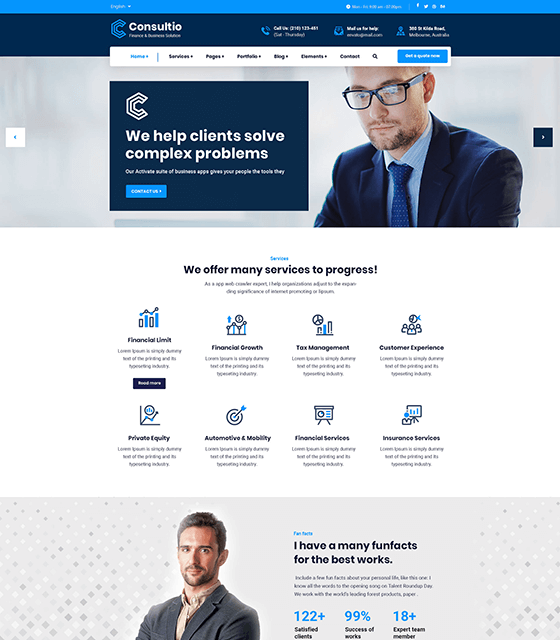 English
Mon - Fri: 9:00 am - 07:00pm
Consultio
Finance & Business Solution
Call Us: (210) 123-451
(Sat - Thursday)
Mail us for help:
envato@mail.com
300 St Kilda Road,
Melbourne, Australia
Home
Services
Pages
Portfolio
Blog
Elements
Contact
Get a quote now
We help clients solve
complex problems
Our Activate suite of business apps gives your people the tools they
CONTACT US
Services
We offer many services to progress!
As a app web crawler expert, I help organizations adjust to the expan-
ding significance of internet promoting or lipsum.
Financial Limit
Lorem Ipsum is simply dummy
text of the printing and its
typesetting industry.
Read more
Financial Growth
Lorem Ipsum is simply dummy
text of the printing and its
typesetting industry.
Tax Management
Lorem Ipsum is simply dummy
text of the printing and its
typesetting industry.
Customer Experience
Lorem Ipsum is simply dummy
text of the printing and its
typesetting industry.
Private Equity
Lorem Ipsum is simply dummy
text of the printing and its
typesetting industry.
Automotive & Mobility
Lorem Ipsum is simply dummy
text of the printing and its
typesetting industry.
Financial Services
Lorem Ipsum is simply dummy
text of the printing and its
typesetting industry.
Insurance Services
Lorem Ipsum is simply dummy
text of the printing and its
typesetting industry.
Fan facts
I have a many funfacts
for the best works.
Include a few fun facts about your personal life, like this one: I
know all the words to the opening song on Talent Roundup Day.
We work with the world's leading forest products, paper .
122+
Satisfied
clients
99%
Success of
works
18+
Expert team
member